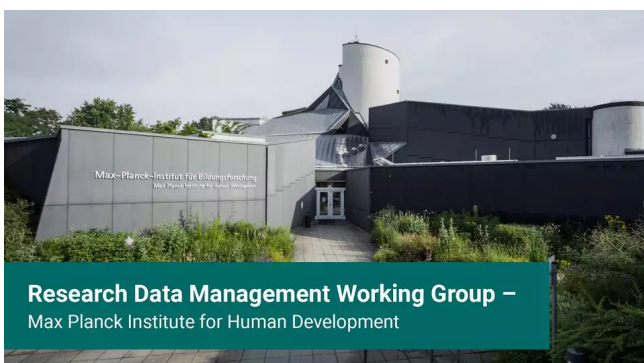 Max-Planck-Institut für Bildungsforschung
Max Planck Institute for Human Development
Research Data Management Working Group –
Max Planck Institute for Human Development